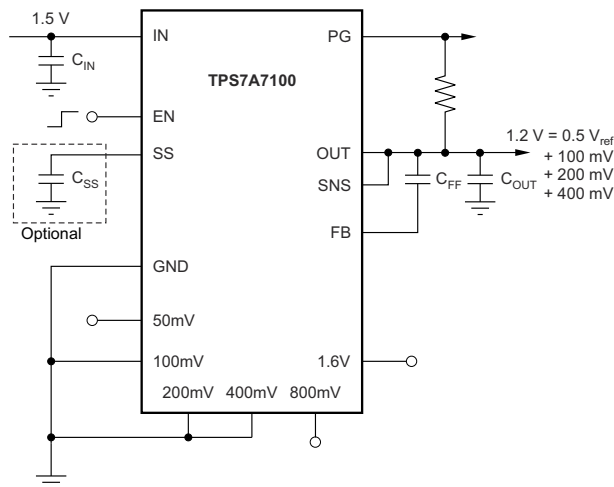 1.5 V
IN
PG
C_IN
TPS7A7100
EN
SS
OUT
1.2 V = 0.5 V_ref
+ 100 mV
+ 200 mV
+ 400 mV
C_SS
SNS
C_FF
C_OUT
Optional
FB
GND
50mV
100mV
1.6V
200mV 400mV 800mV